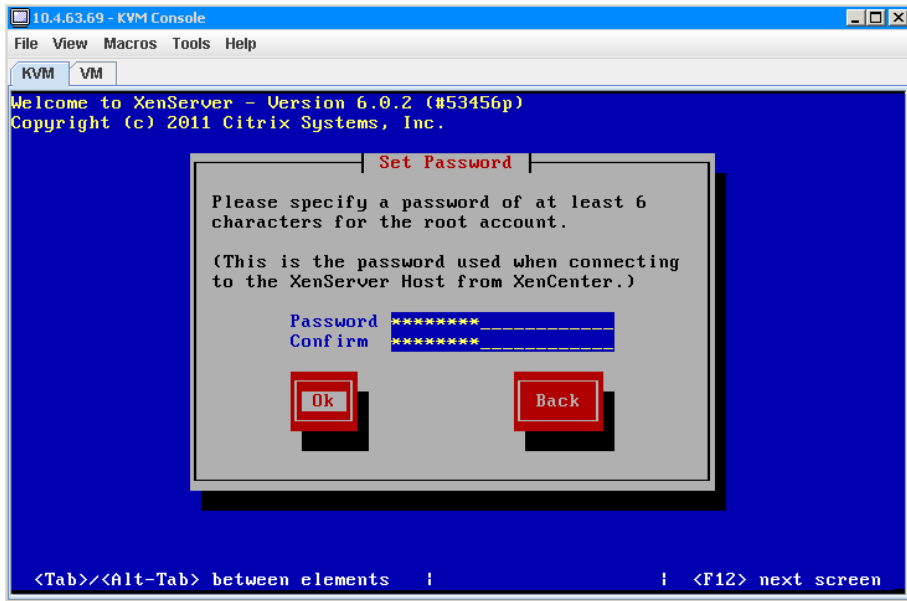 10.4.63.69 - KVM Console
File View Macros Tools Help
KVM VM
Welcome to XenServer - Version 6.0.2 (#53456p)
Copyright (c) 2011 Citrix Systems, Inc.
Set Password
Please specify a password of at least 6
characters for the root account.
(This is the password used when connecting
to the XenServer Host from XenCenter.)
Password ********____________
Confirm ********____________
Ok Back
<Tab>/<Alt-Tab> between elements | | <F12> next screen